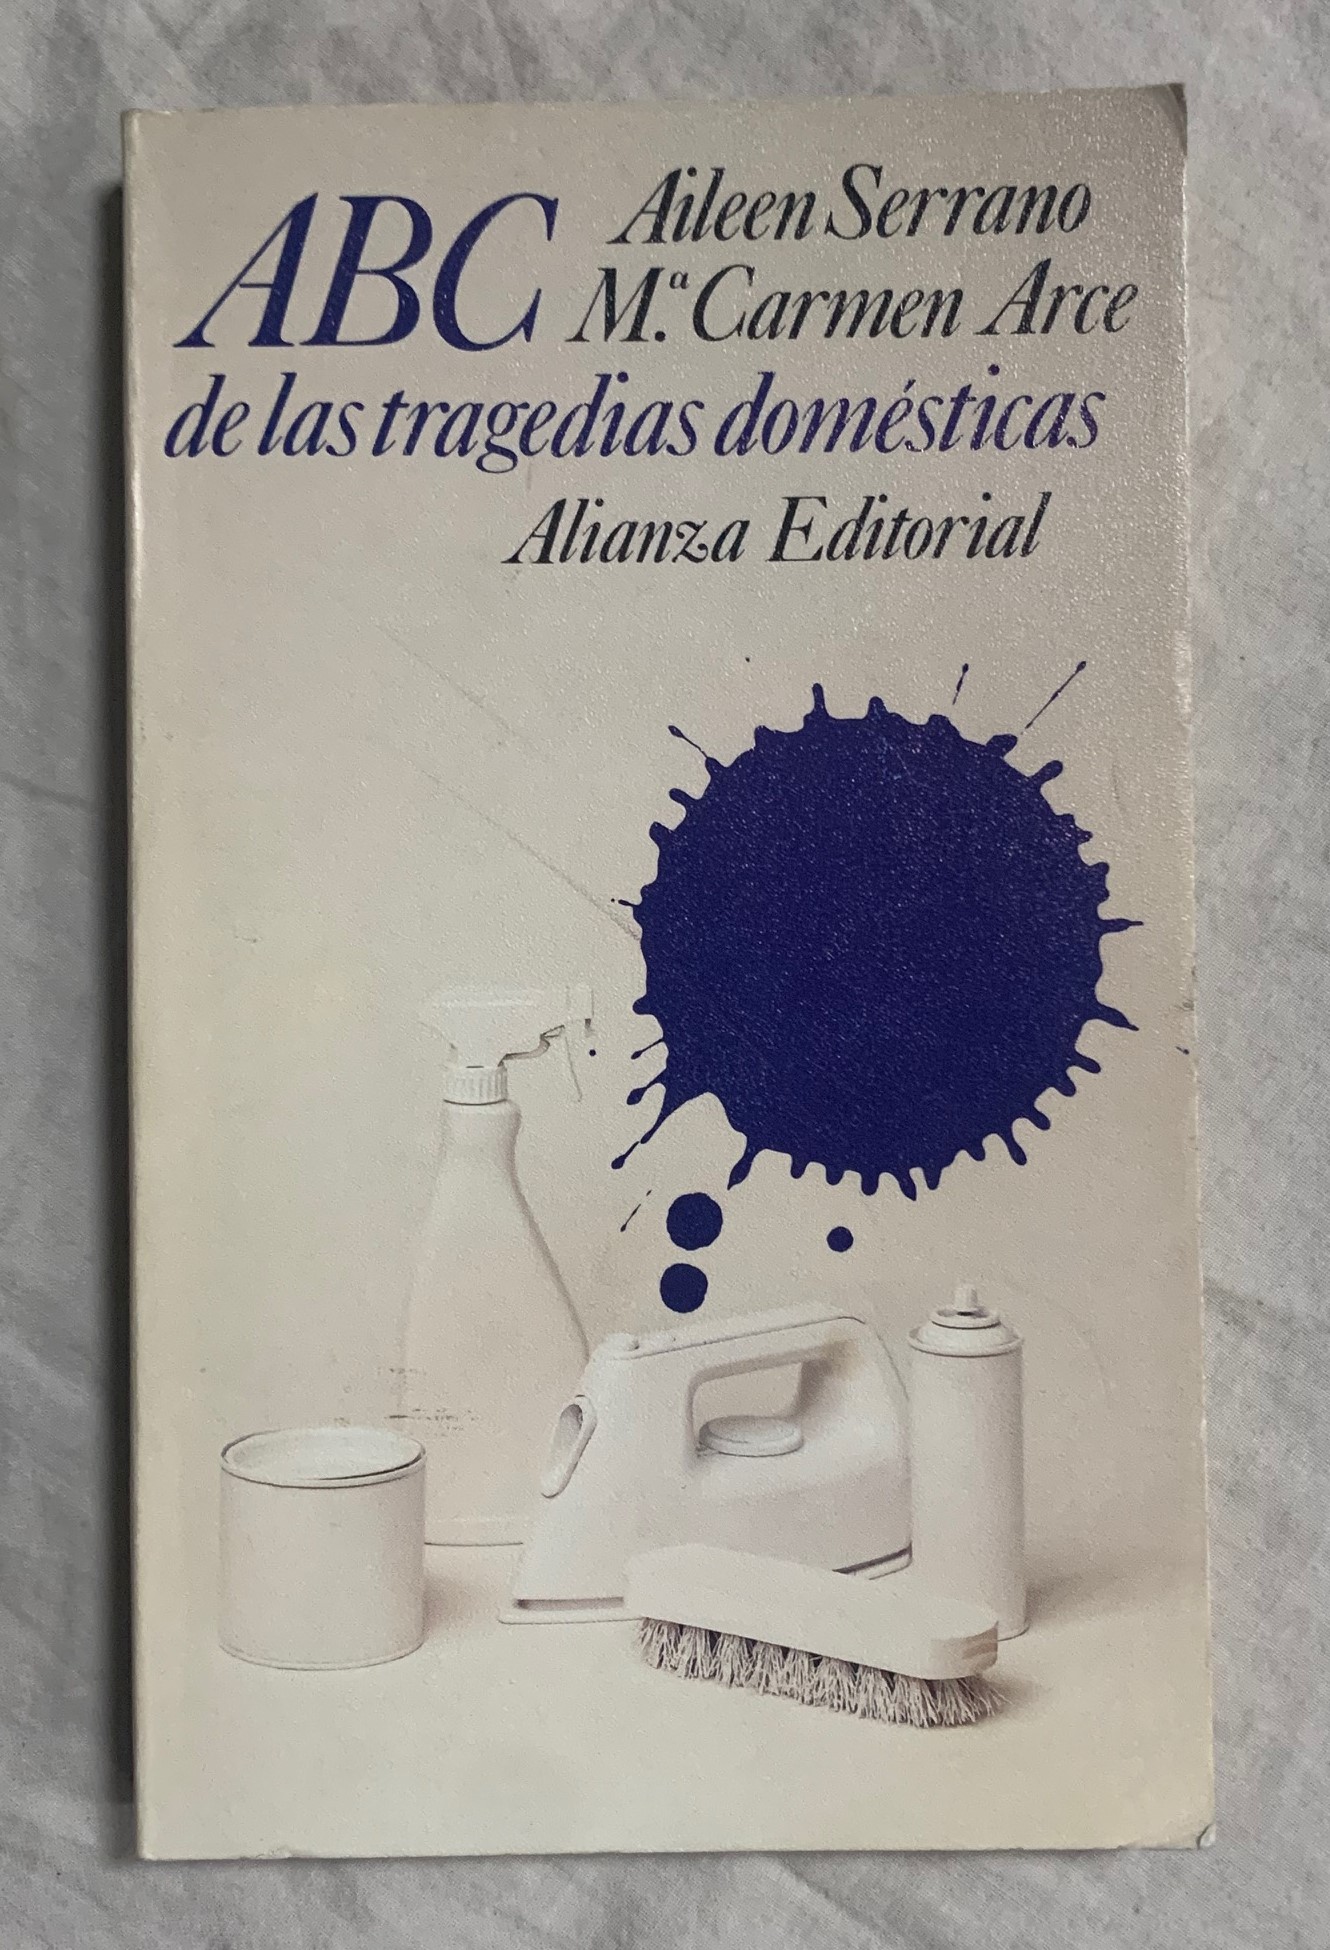 ABC
Aileen Serrano
M.ª Carmen Arce
de las tragedias domésticas
Alianza Editorial